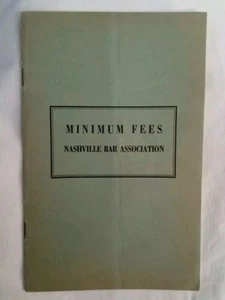 MINIMUM FEES
NASHVILLE BAR ASSOCIATION